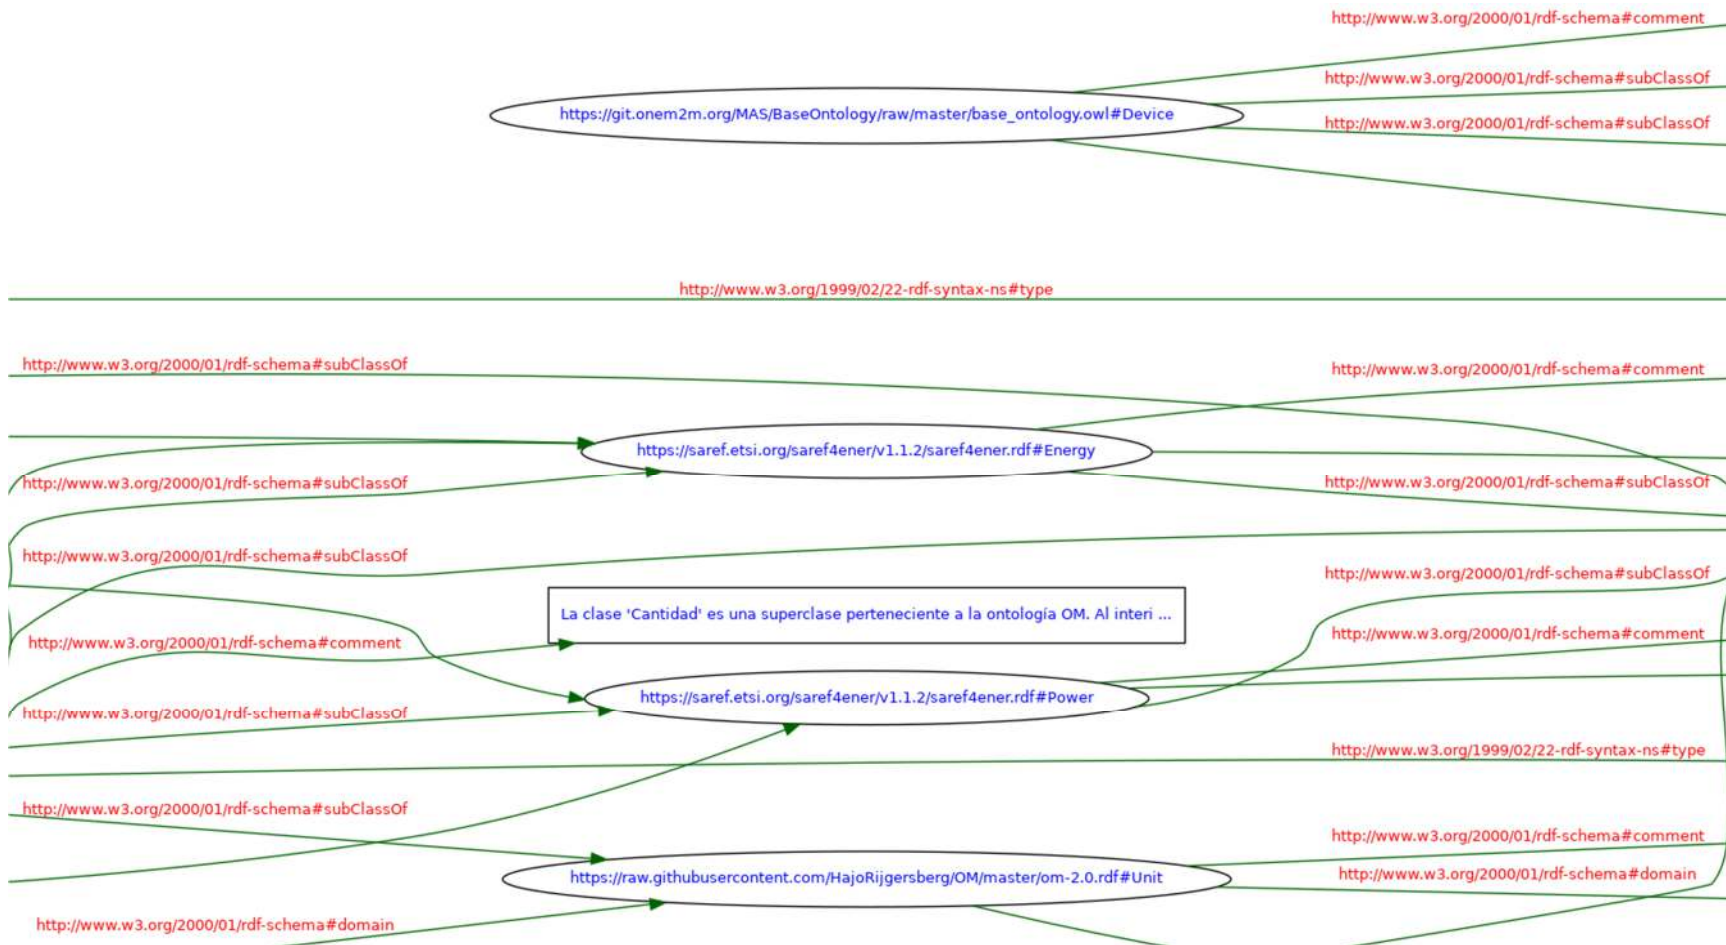 http://www.w3.org/2000/01/rdf-schema#comment
http://www.w3.org/2000/01/rdf-schema#subClassOf
https://git.onem2m.org/MAS/BaseOntology/raw/master/base_ontology.owl#Device
http://www.w3.org/2000/01/rdf-schema#subClassOf
http://www.w3.org/1999/02/22-rdf-syntax-ns#type
http://www.w3.org/2000/01/rdf-schema#subClassOf
http://www.w3.org/2000/01/rdf-schema#comment
https://saref.etsi.org/saref4ener/v1.1.2/saref4ener.rdf#Energy
http://www.w3.org/2000/01/rdf-schema#subClassOf
http://www.w3.org/2000/01/rdf-schema#subClassOf
http://www.w3.org/2000/01/rdf-schema#subClassOf
http://www.w3.org/2000/01/rdf-schema#subClassOf
La clase 'Cantidad' es una superclase perteneciente a la ontología OM. Al interi ...
http://www.w3.org/2000/01/rdf-schema#comment
http://www.w3.org/2000/01/rdf-schema#comment
https://saref.etsi.org/saref4ener/v1.1.2/saref4ener.rdf#Power
http://www.w3.org/2000/01/rdf-schema#subClassOf
http://www.w3.org/1999/02/22-rdf-syntax-ns#type
http://www.w3.org/2000/01/rdf-schema#subClassOf
http://www.w3.org/2000/01/rdf-schema#comment
https://raw.githubusercontent.com/HajoRijgersberg/OM/master/om-2.0.rdf#Unit
http://www.w3.org/2000/01/rdf-schema#domain
http://www.w3.org/2000/01/rdf-schema#domain